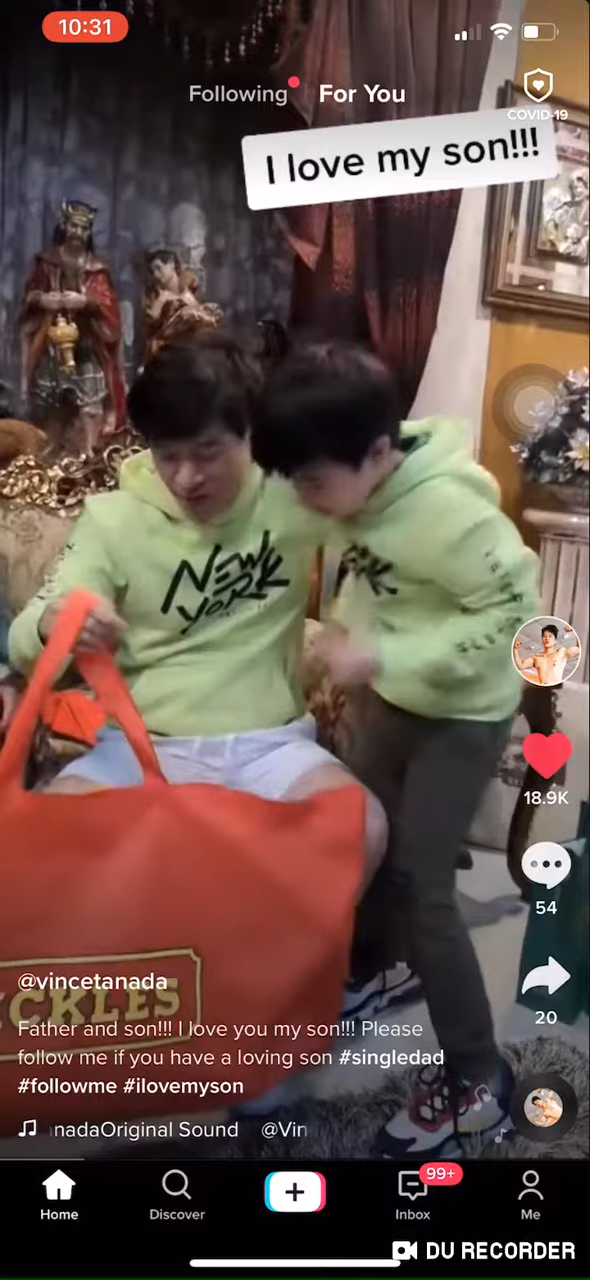 10:31
Following
For You
COVID-19
I love my son!!!
NEW YORK
18.9K
54
20
@vincetanada
CKLES
Father and son!!! I love you my son!!! Please
follow me if you have a loving son #singledad
#followme #ilovemyson
nadaOriginal Sound @Vin
Home
Discover
99+
Inbox
Me
DU RECORDER